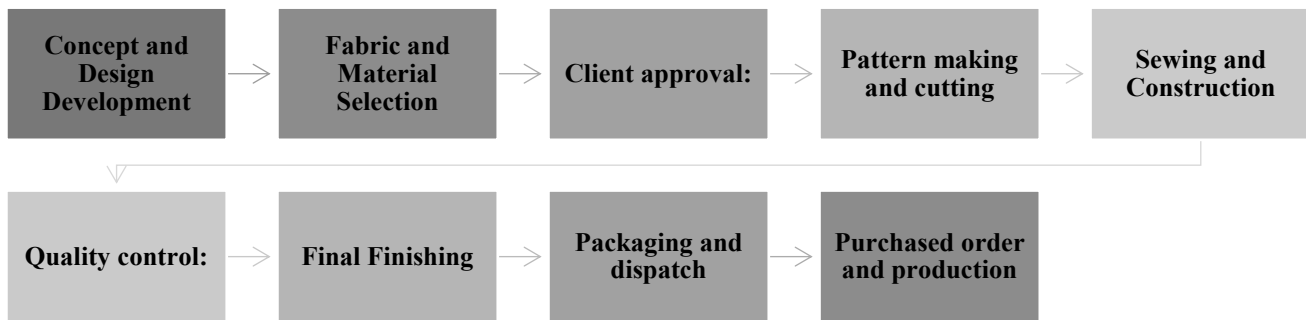 Concept and
Design
Development
Fabric and
Material
Selection
Client approval:
Pattern making
and cutting
Sewing and
Construction
Quality control:
Final Finishing
Packaging and
dispatch
Purchased order
and production